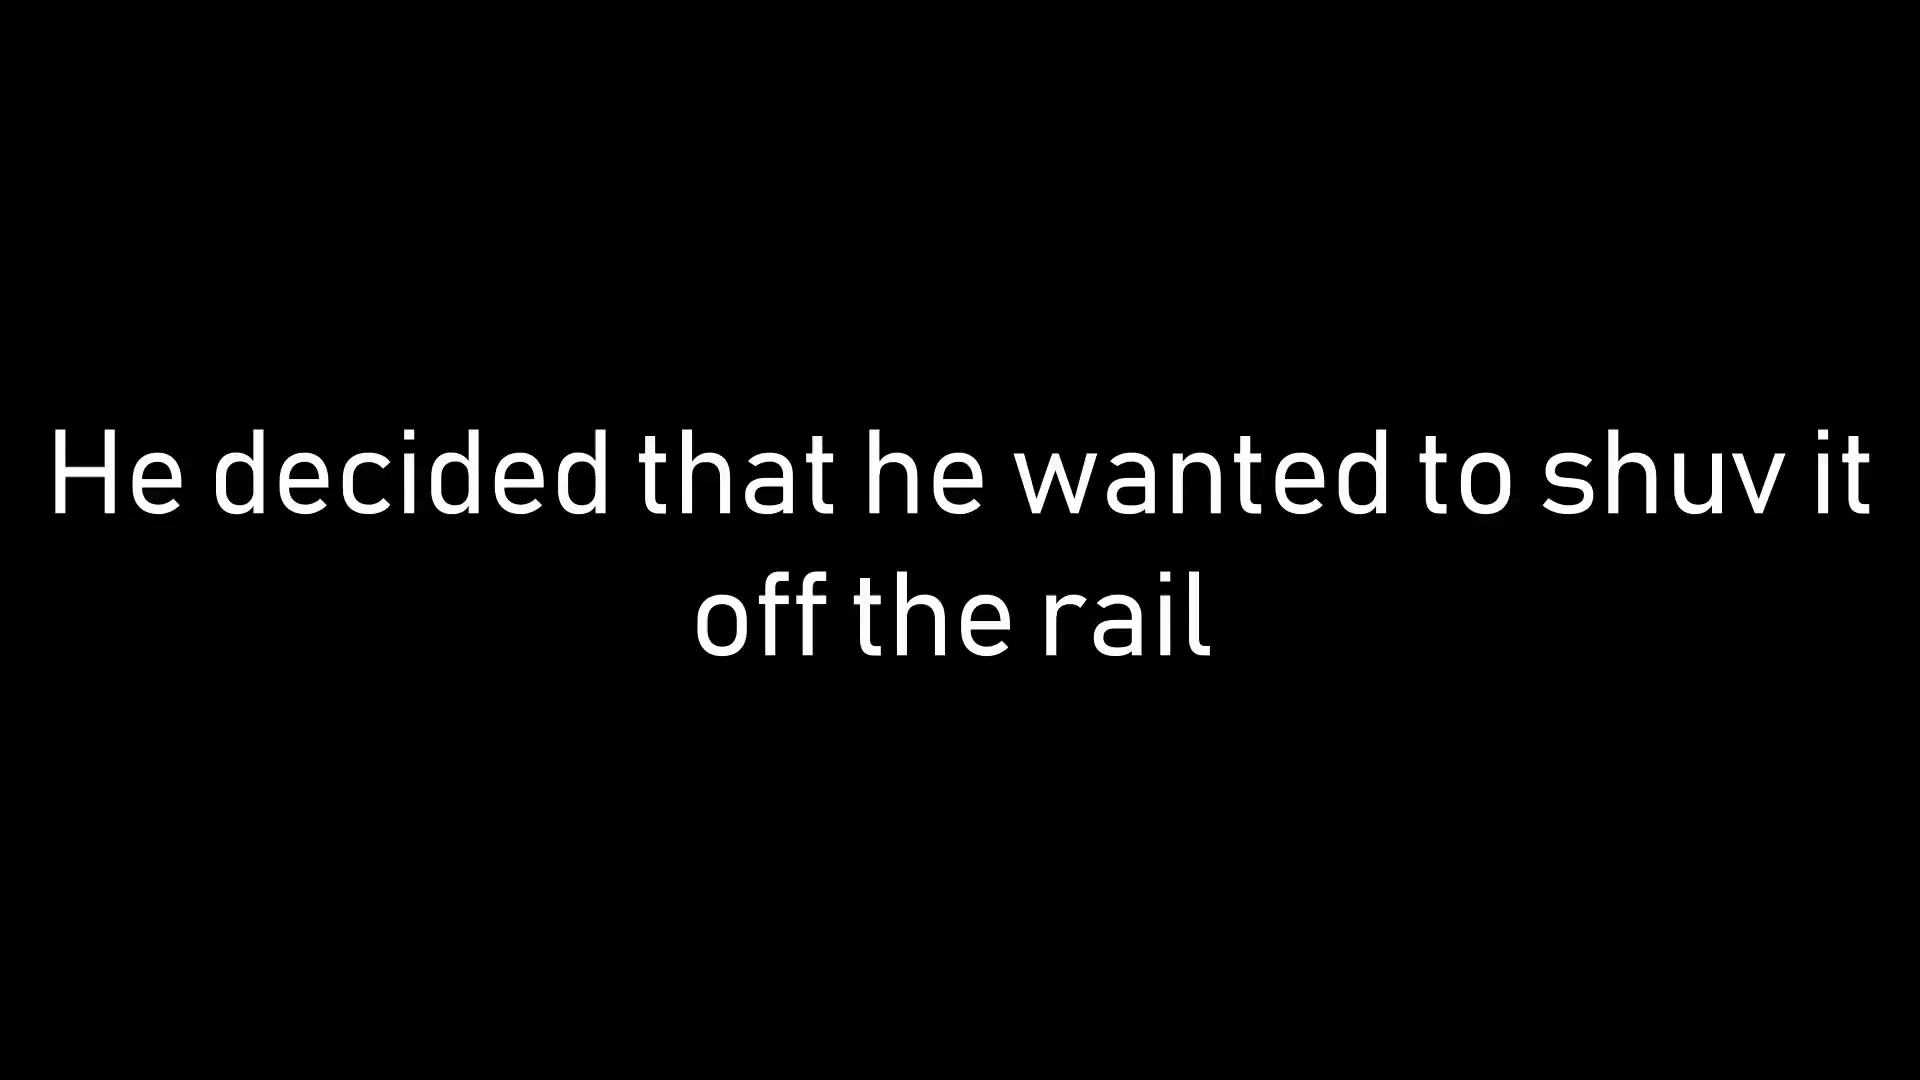 He decided that he wanted to shuv it
off the rail